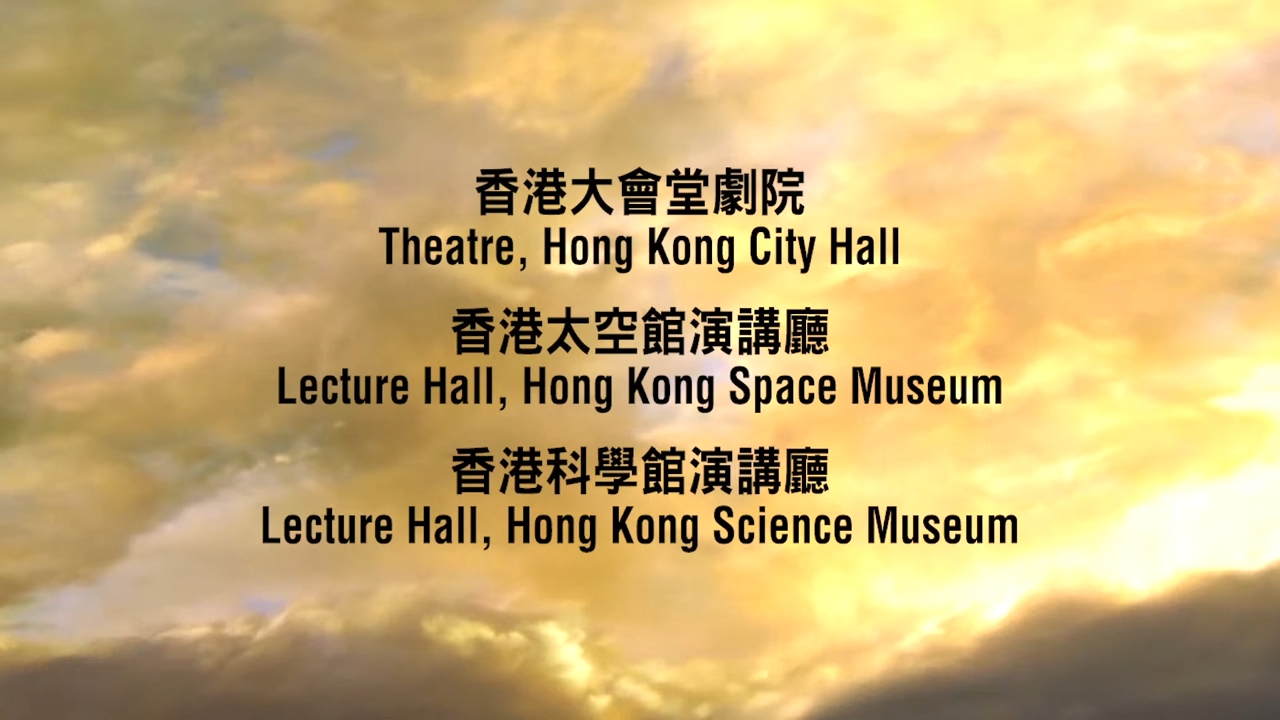 香港大會堂劇院
Theatre, Hong Kong City Hall
香港太空館演講廳
Lecture Hall, Hong Kong Space Museum
香港科學館演講廳
Lecture Hall, Hong Kong Science Museum